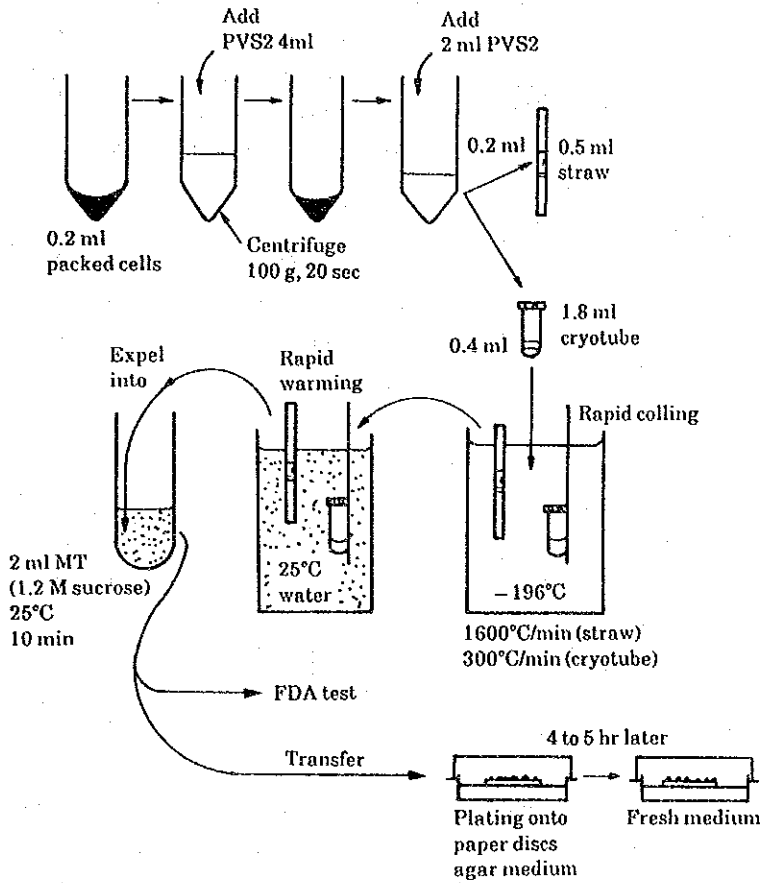 Add
PVS2 4ml
Add
2 ml PVS2
0.2 ml
packed cells
Centrifuge
100 g, 20 sec
0.2 ml
0.5 ml
straw
0.4 ml
1.8 ml
cryotube
Expel
into
Rapid
warming
Rapid colling
2 ml MT
(1.2 M sucrose)
25°C
10 min
25°C
water
– 196°C
1600°C/min (straw)
300°C/min (cryotube)
FDA test
Transfer
4 to 5 hr later
Plating onto
paper discs
agar medium
Fresh medium